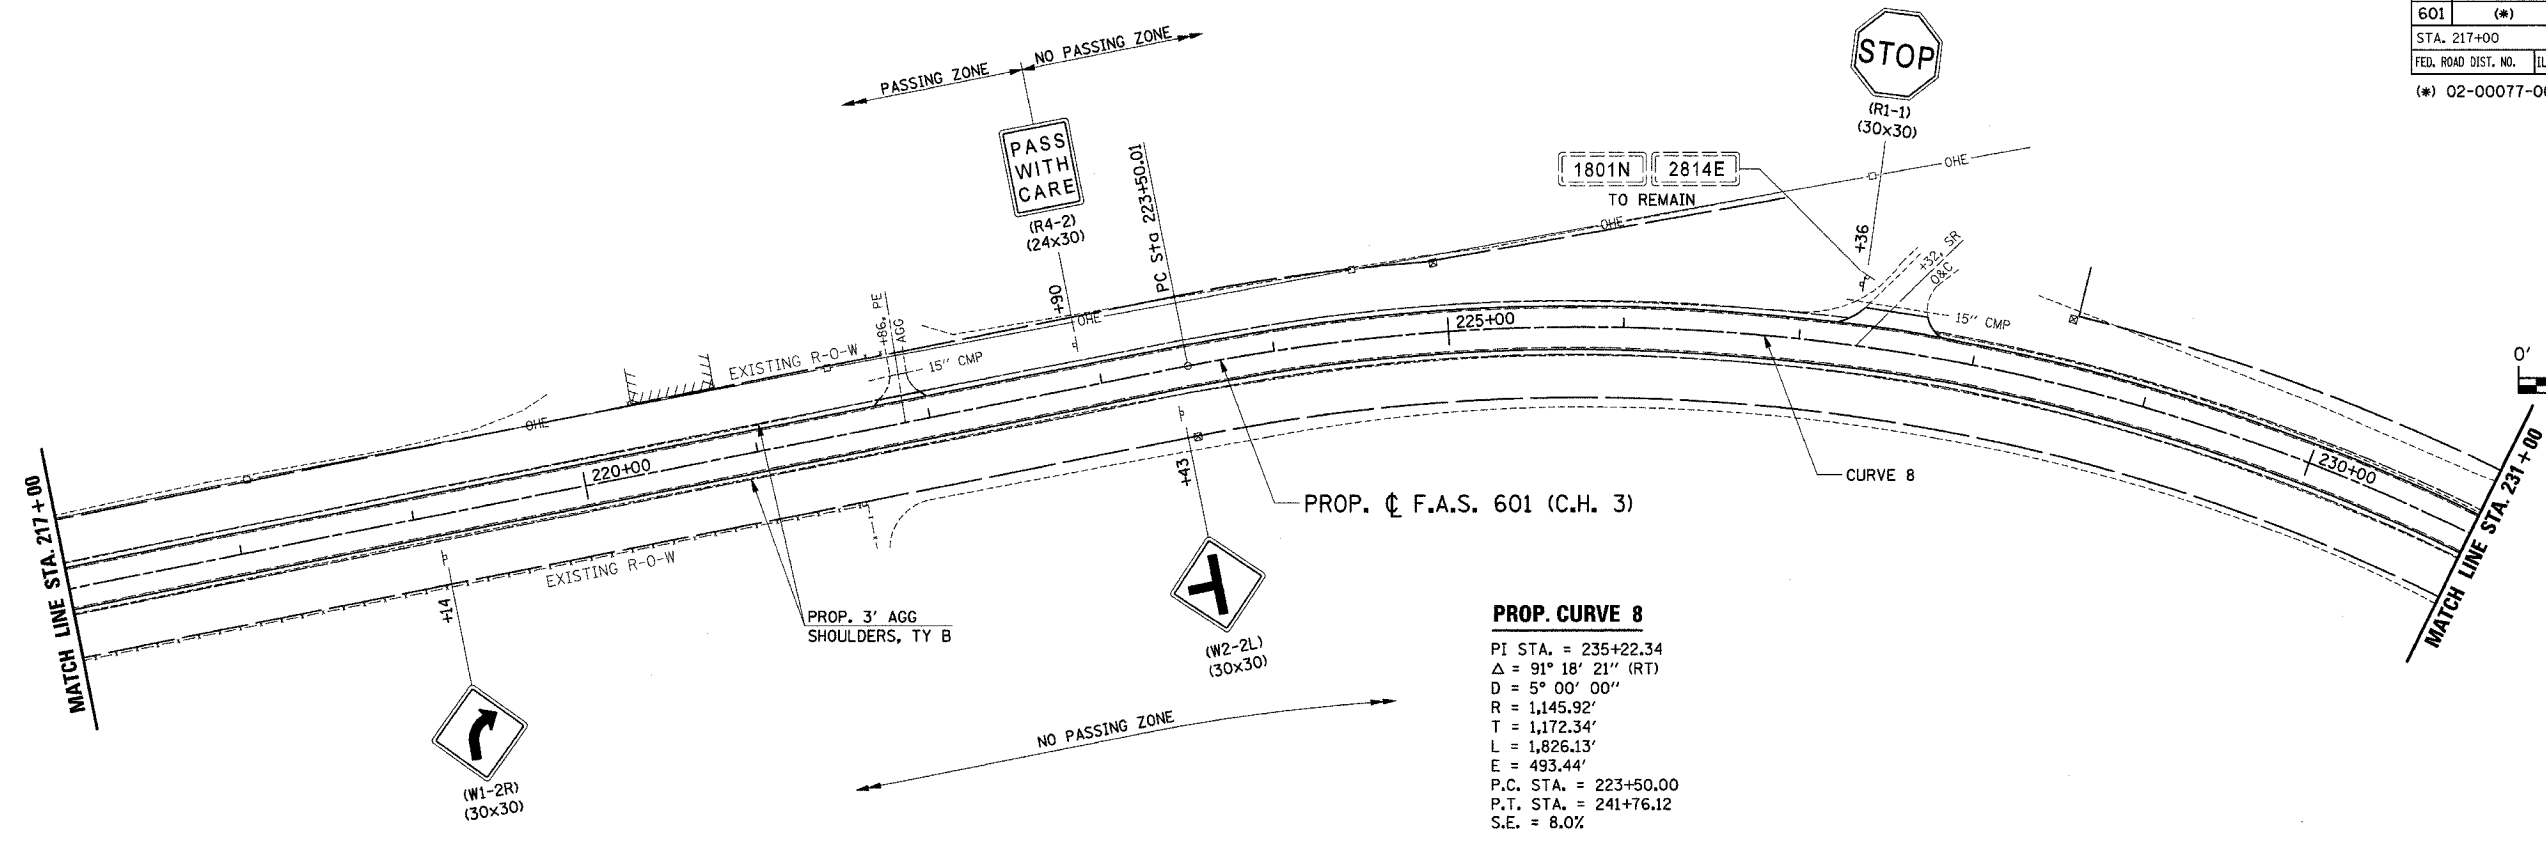 601 (*)
STA. 217+00
FED. ROAD DIST. NO.
(*) 02-00077-0
PASSING ZONE
NO PASSING ZONE
PASS
WITH
CARE
(R4-2)
(24x30)
+90
PC Sta 223+50.01
STOP
(R1-1)
(30x30)
+36
1801N 2814E
TO REMAIN
OHE
OHE
OHE
OHE
+32, SR
O&C
15" CMP
+86, PE
AGG
15" CMP
EXISTING R-O-W
220+00
225+00
230+00
0'
MATCH LINE STA. 217+00
MATCH LINE STA. 231+00
CURVE 8
PROP. ℄ F.A.S. 601 (C.H. 3)
EXISTING R-O-W
PROP. 3' AGG
SHOULDERS, TY B
+14
(W1-2R)
(30x30)
+43
(W2-2L)
(30x30)
NO PASSING ZONE
PROP. CURVE 8
PI STA. = 235+22.34
Δ = 91° 18' 21" (RT)
D = 5° 00' 00"
R = 1,145.92'
T = 1,172.34'
L = 1,826.13'
E = 493.44'
P.C. STA. = 223+50.00
P.T. STA. = 241+76.12
S.E. = 8.0%